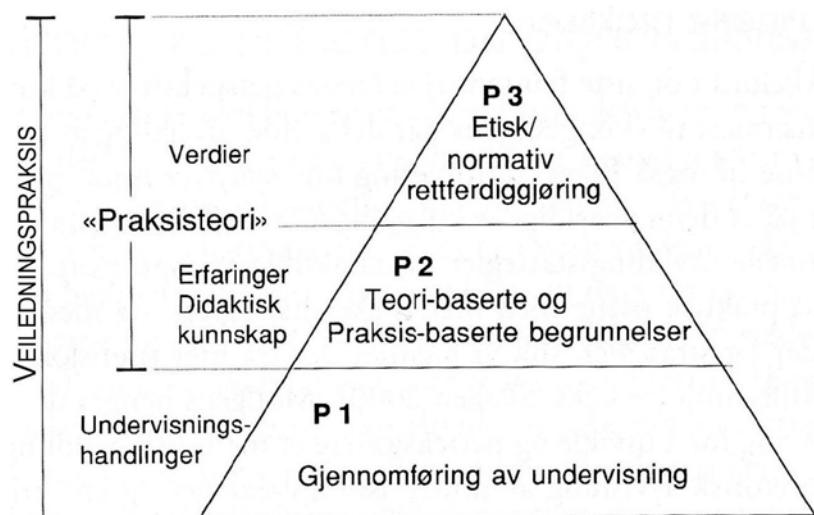 VEILEDNINGSPRAKSIS
Verdier
«Praksisteori»
Erfaringer
Didaktisk
kunnskap
Undervisnings-
handlinger
P 3
Etisk/
normativ
rettferdiggjøring
P2
Teori-baserte og
Praksis-baserte begrunnelser
P 1
Gjennomføring av undervisning